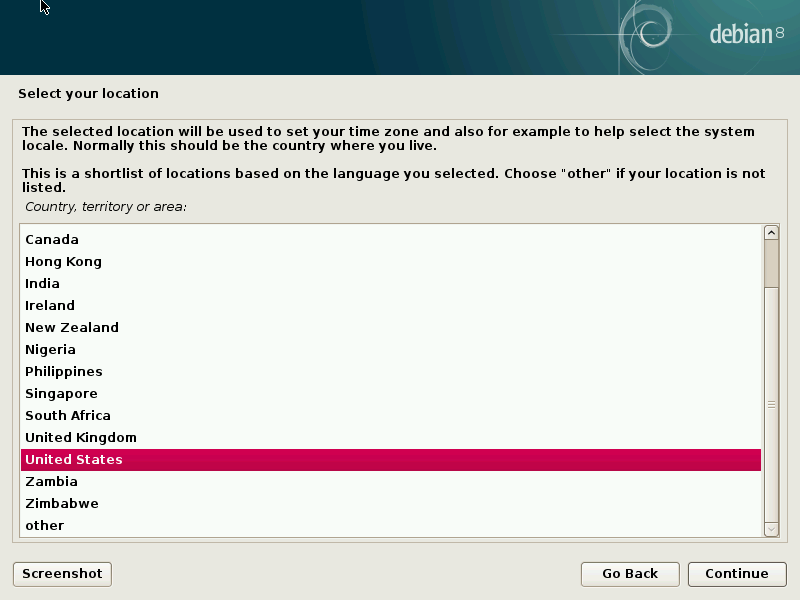 debian 8
Select your location
The selected location will be used to set your time zone and also for example to help select the system
locale. Normally this should be the country where you live.
This is a shortlist of locations based on the language you selected. Choose "other" if your location is not
listed.
Country, territory or area:
Canada
Hong Kong
India
Ireland
New Zealand
Nigeria
Philippines
Singapore
South Africa
United Kingdom
United States
Zambia
Zimbabwe
other
Screenshot
Go Back
Continue